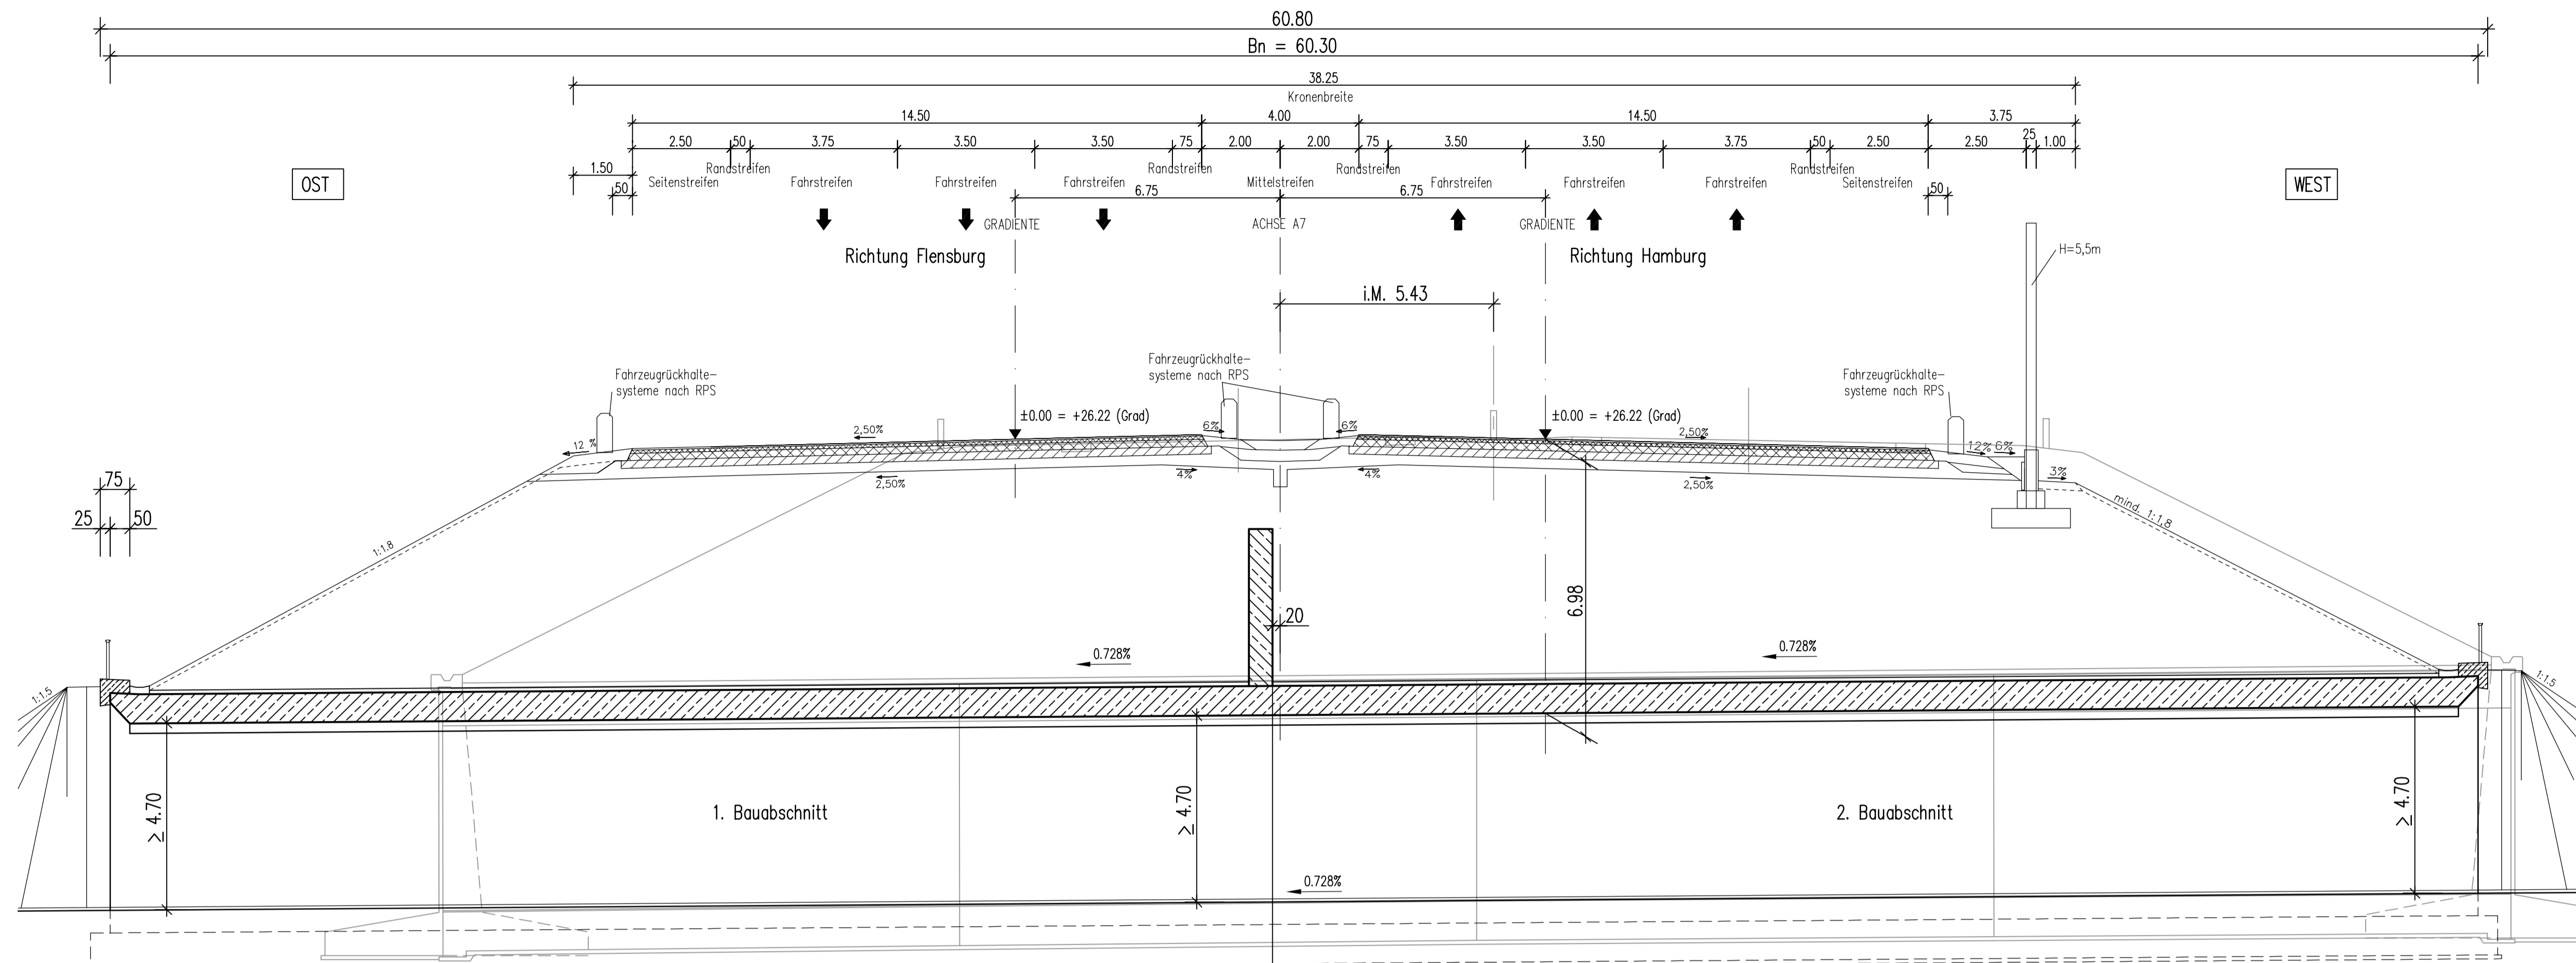 60.80
Bn = 60.30
38.25
Kronenbreite
14.50 4.00 14.50 3.75
2.50 50 3.75 3.50 3.50 75 2.00 2.00 75 3.50 3.50 3.75 50 2.50 2.50 25 1.00
1.50 Randstreifen Randstreifen Randstreifen Randstreifen
OST Seitenstreifen Fahrstreifen Fahrstreifen Fahrstreifen Mittelstreifen Fahrstreifen Fahrstreifen Fahrstreifen Seitenstreifen WEST
50 6.75 6.75 50
GRADIENTE ACHSE A7 GRADIENTE
Richtung Flensburg Richtung Hamburg
H=5,5m
i.M. 5.43
Fahrzeugrückhalte-
systeme nach RPS
Fahrzeugrückhalte-
systeme nach RPS
Fahrzeugrückhalte-
systeme nach RPS
±0.00 = +26.22 (Grad) ±0.00 = +26.22 (Grad)
12 % 2,50% 6% 6% 2,50% 12% 6%
2,50% 4% 4% 2,50% 3%
75
25 50
1:1.8
mind. 1:1,8
6.98
20
0.728% 0.728%
1:1.5 1:1.5
≥ 4.70 ≥ 4.70 ≥ 4.70
1. Bauabschnitt 2. Bauabschnitt
0.728%